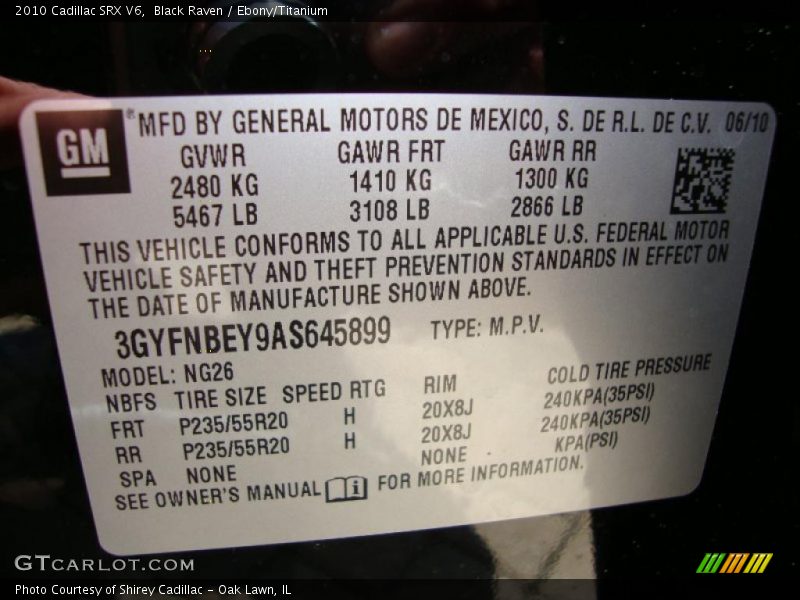 2010 Cadillac SRX V6,  Black Raven / Ebony/Titanium
GM® MFD BY GENERAL MOTORS DE MEXICO, S. DE R.L. DE C.V. 06/10
GVWR GAWR FRT GAWR RR
2480 KG 1410 KG 1300 KG
5467 LB 3108 LB 2866 LB
THIS VEHICLE CONFORMS TO ALL APPLICABLE U.S. FEDERAL MOTOR
VEHICLE SAFETY AND THEFT PREVENTION STANDARDS IN EFFECT ON
THE DATE OF MANUFACTURE SHOWN ABOVE.
3GYFNBEY9AS645899 TYPE: M.P.V.
MODEL: NG26
NBFS TIRE SIZE SPEED RTG RIM COLD TIRE PRESSURE
FRT P235/55R20 H 20X8J 240KPA(35PSI)
RR P235/55R20 H 20X8J 240KPA(35PSI)
SPA NONE NONE KPA(PSI)
SEE OWNER'S MANUAL i FOR MORE INFORMATION.
GTCARLOT.COM
Photo Courtesy of Shirey Cadillac - Oak Lawn, IL